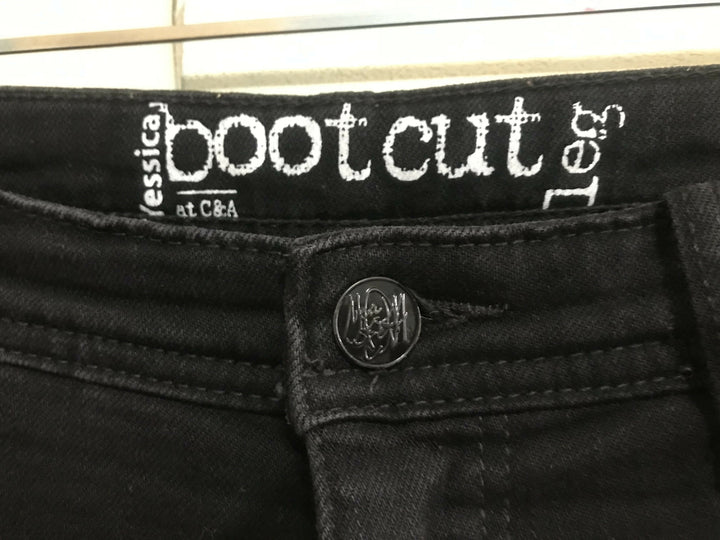 Yessica
bootcut
leg
at C&A